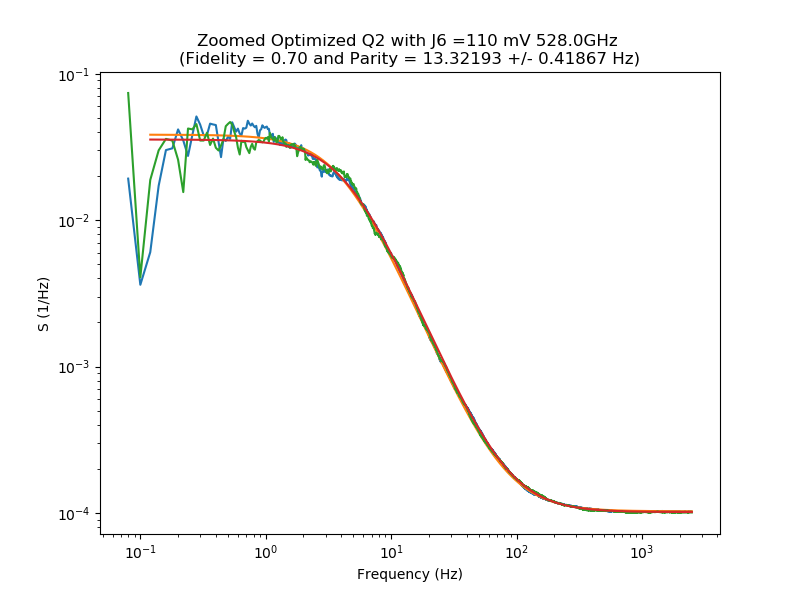 Zoomed Optimized Q2 with J6 =110 mV 528.0GHz
(Fidelity = 0.70 and Parity = 13.32193 +/- 0.41867 Hz)
10⁻¹
10⁻²
10⁻³
10⁻⁴
S (1/Hz)
10⁻¹
10⁰
10¹
10²
10³
Frequency (Hz)